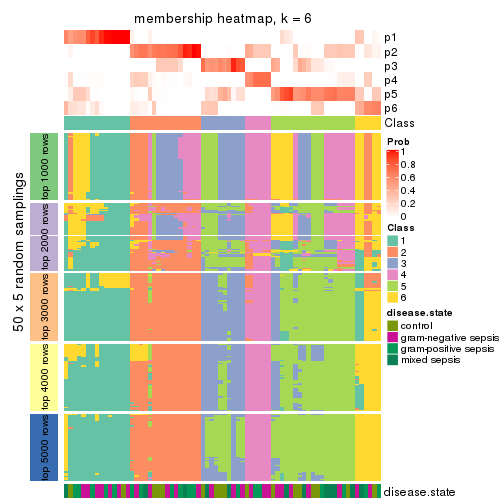 membership heatmap, k = 6
p1
p2
p3
p4
p5
p6
Class
50 x 5 random samplings
top 1000 rows
top 2000 rows
top 3000 rows
top 4000 rows
top 5000 rows
Prob
1
0.8
0.6
0.4
0.2
0
Class
1
2
3
4
5
6
disease.state
control
gram-negative sepsis
gram-positive sepsis
mixed sepsis
disease.state